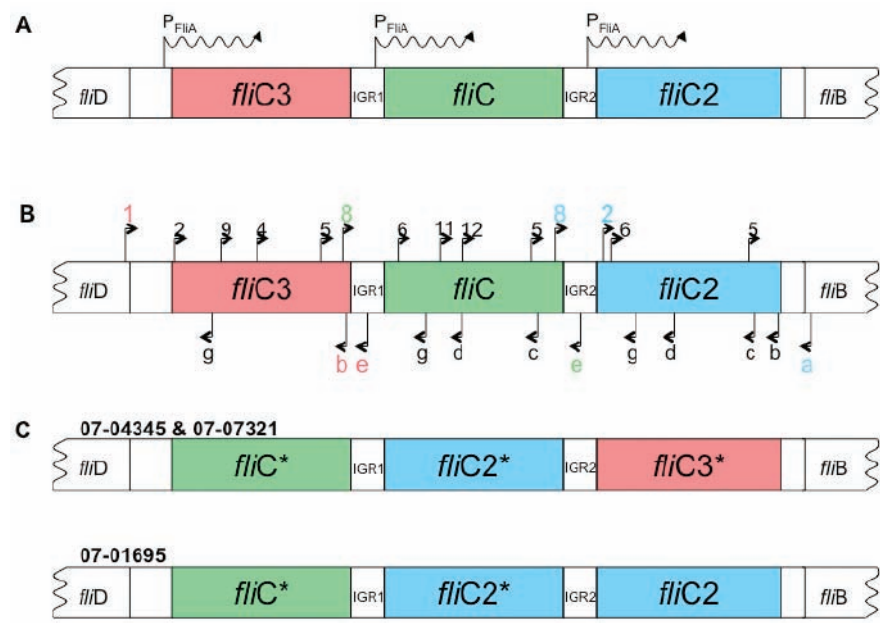 A
PFliA PFliA PFliA
fliD fliC3 IGR1 fliC IGR2 fliC2 fliB
B
1 2 9 4 5 8 6 11 12 5 8 2 6 5
fliD fliC3 IGR1 fliC IGR2 fliC2 fliB
g b e g d c e g d c b a
C
07-04345 & 07-07321
fliD fliC* IGR1 fliC2* IGR2 fliC3* fliB
07-01695
fliD fliC* IGR1 fliC2* IGR2 fliC2 fliB